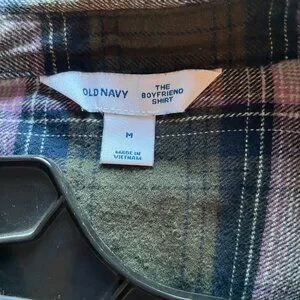 OLD NAVY
THE
BOYFRIEND
SHIRT
M
MADE IN
VIETNAM